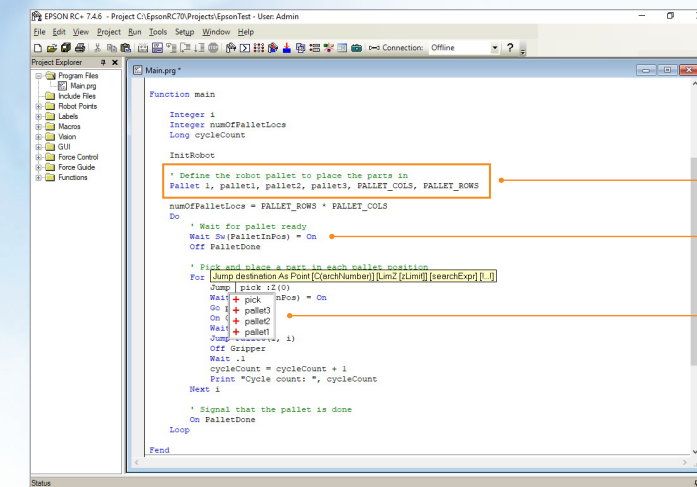 EPSON RC+ 7.4.6 - Project C:\EpsonRC70\Projects\EpsonTest - User: Admin
File Edit View Project Run Tools Setup Window Help
Connection: Offline
Project Explorer
Main.prg *
Program Files
Main.prg
Include Files
Robot Points
Labels
Macros
Vision
GUI
Force Control
Force Guide
Functions
Function main
Integer i
Integer numOfPalletLocs
Long cycleCount
InitRobot
' Define the robot pallet to place the parts in
Pallet 1, pallet1, pallet2, pallet3, PALLET_COLS, PALLET_ROWS
numOfPalletLocs = PALLET_ROWS * PALLET_COLS
Do
' Wait for pallet ready
Wait Sw(PalletInPos) = On
Off PalletDone
' Pick and place a part in each pallet position
For
Jump destination As Point [C(archNumber)] [LimZ [zLimit]] [searchExpr] [!...!]
Jump pick :Z(0)
Wait nPos) = On
Go
On
Wait
Jump i)
pick
pallet3
pallet2
pallet1
Off Gripper
Wait .1
cycleCount = cycleCount + 1
Print "Cycle count: ", cycleCount
Next i
' Signal that the pallet is done
On PalletDone
Loop
Fend
Status